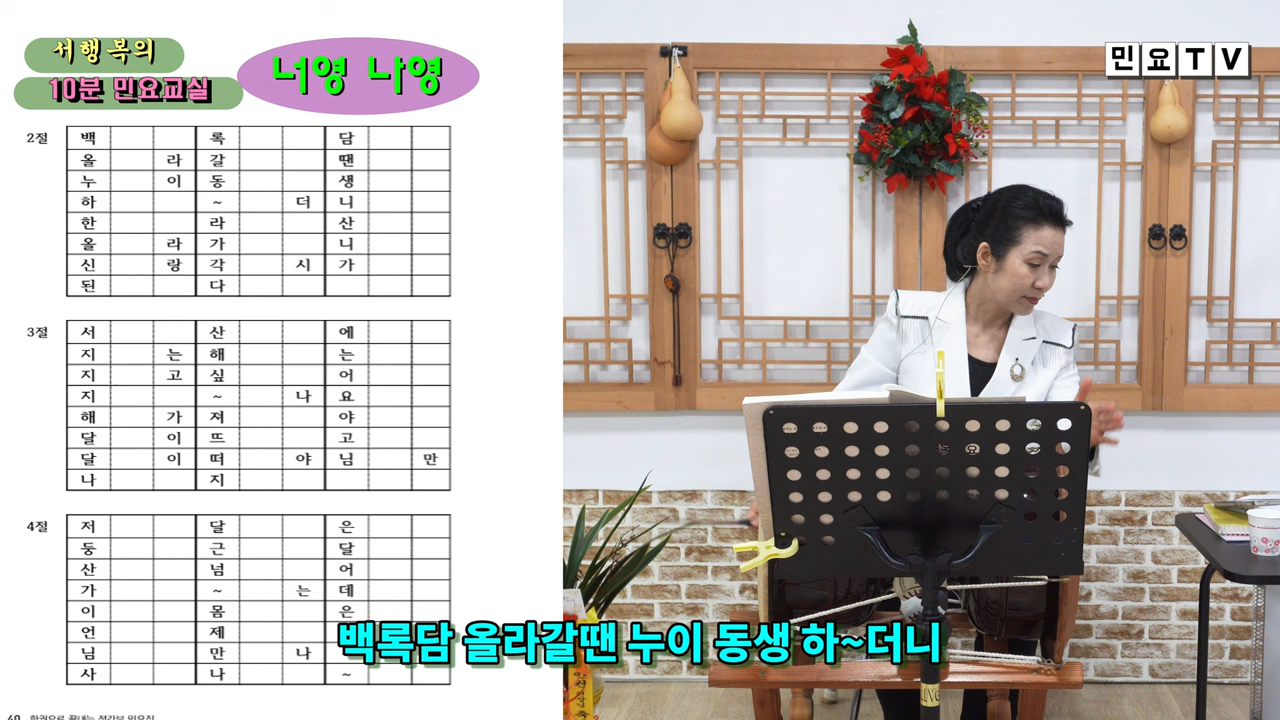 서행복의
10분 민요교실
너영 나영
민요TV
2절
백 록 담
올 라 갈 땐
누 이 동 생
하 ~ 더 니
한 라 산
올 라 가 니
신 랑 각 시 가
된 다
3절
서 산 에
지 는 해 는
지 고 싶 어
지 ~ 나 요
해 가 져 야
달 이 뜨 고
달 이 떠 야 님 만
나 지
4절
저 달 은
둥 근 달
산 넘 어
가 ~ 는 데
이 몸 은
언 제
님 만 나
사 나 ~
백록담 올라갈땐 누이 동생 하~더니